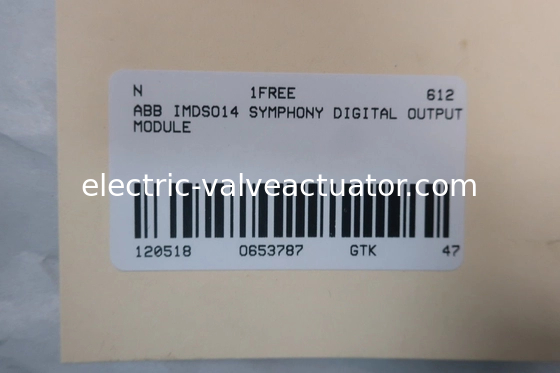 N 1FREE 612
ABB IMDSO14 SYMPHONY DIGITAL OUTPUT
MODULE
electric-valveactuator.com
120518 0653787 GTK 47